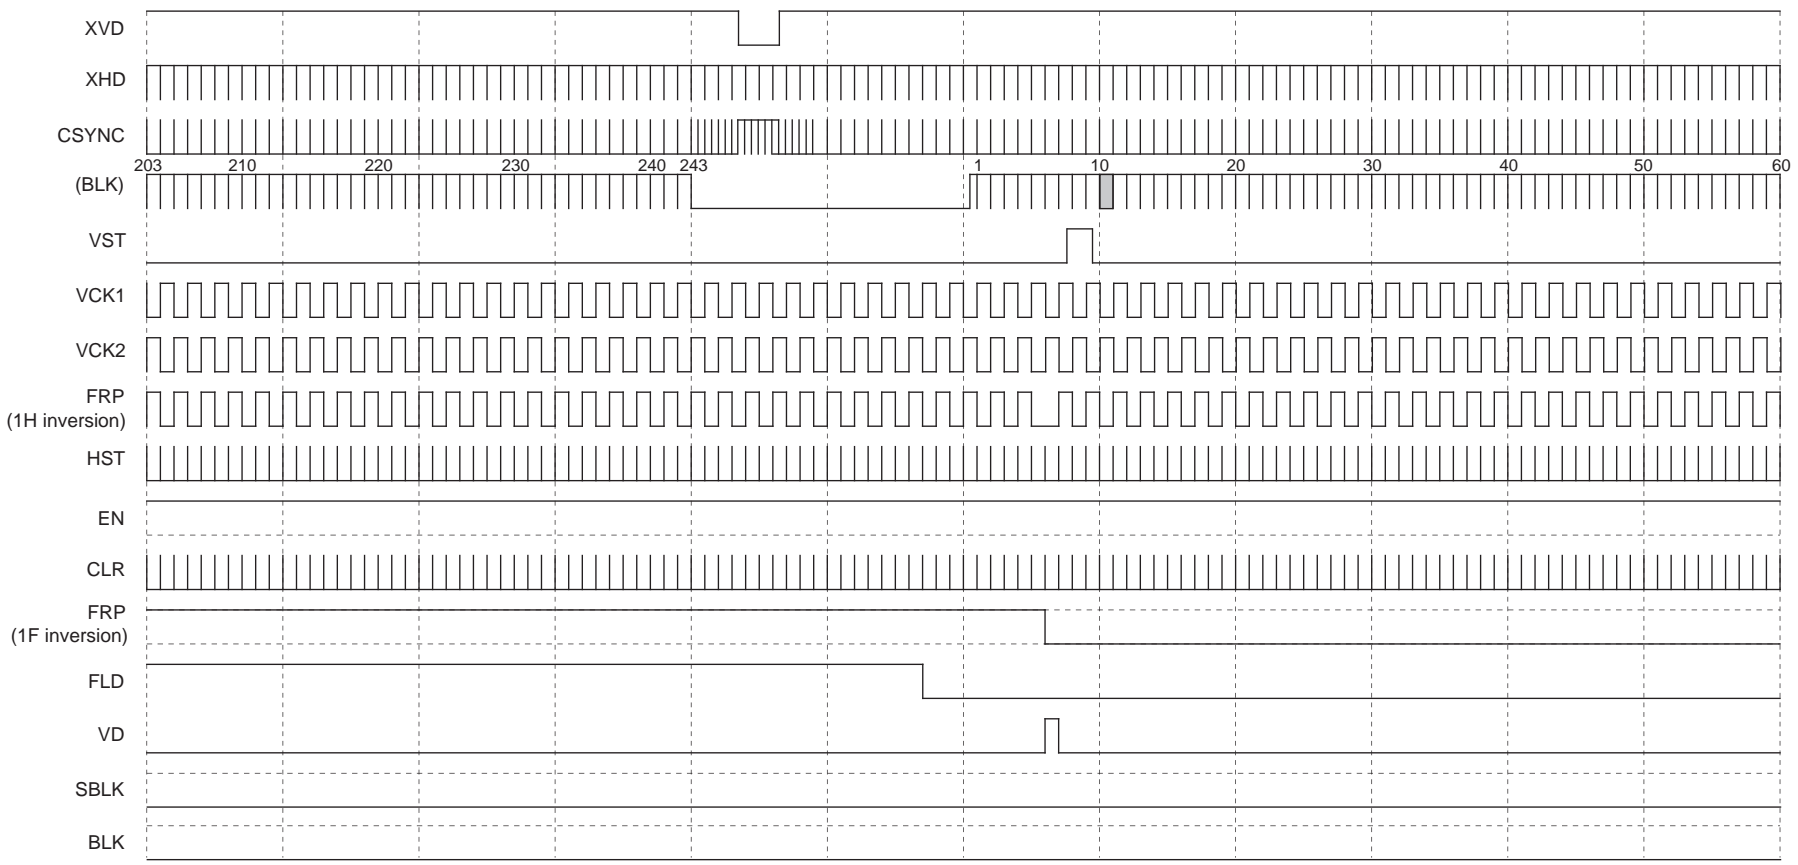 XVD
XHD
CSYNC
203 210 220 230 240 243 1 10 20 30 40 50 60
(BLK)
VST
VCK1
VCK2
FRP
(1H inversion)
HST
EN
CLR
FRP
(1F inversion)
FLD
VD
SBLK
BLK